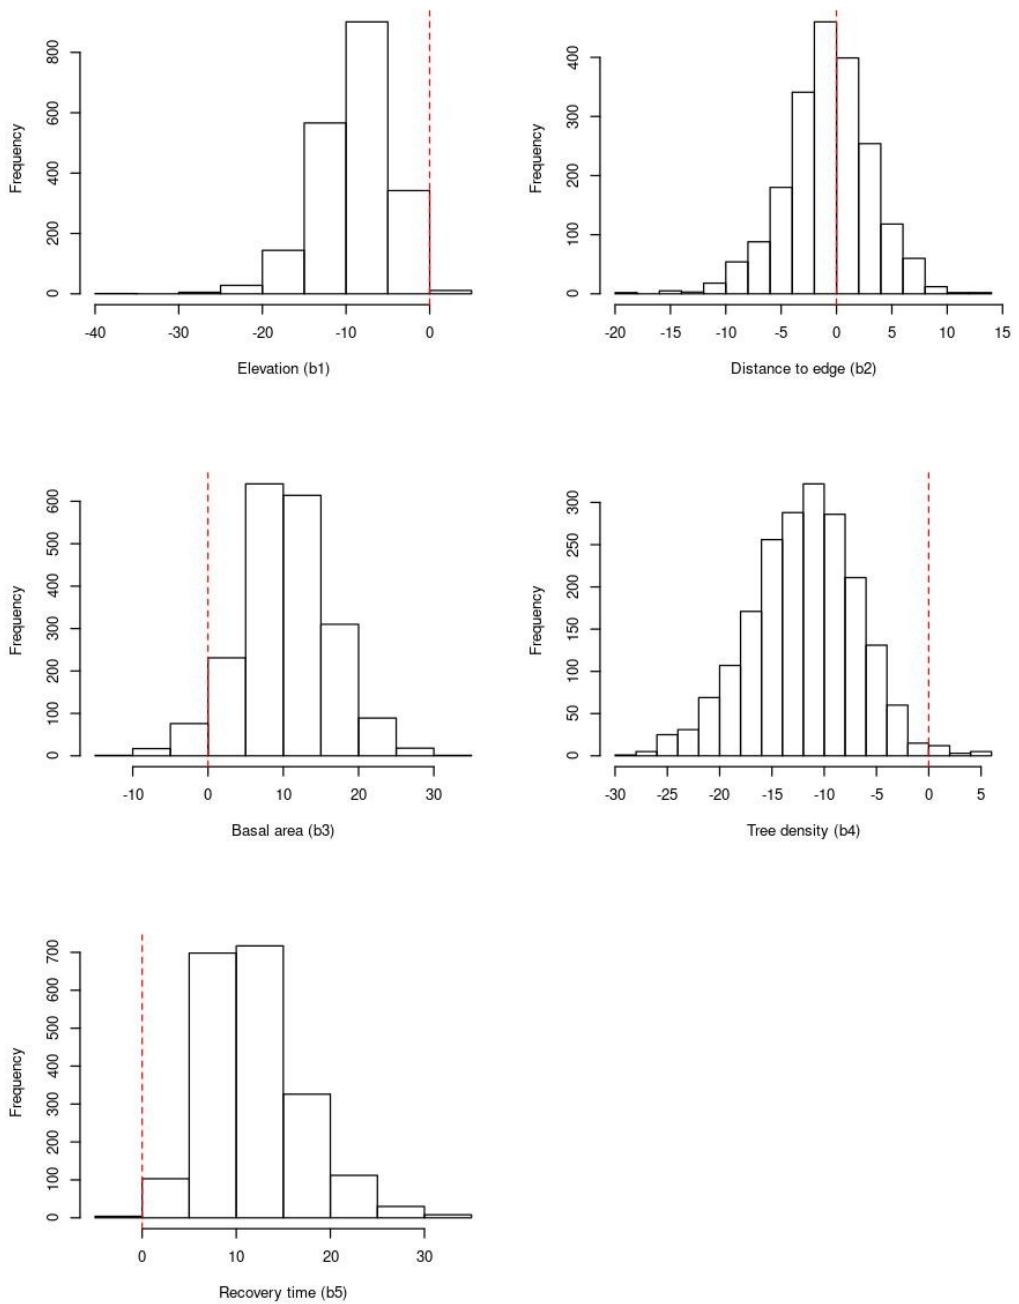 Frequency
0 200 400 600 800
-40 -30 -20 -10 0
Elevation (b1)
Frequency
0 100 200 300 400
-20 -15 -10 -5 0 5 10 15
Distance to edge (b2)
Frequency
0 100 200 300 400 500 600
-10 0 10 20 30
Basal area (b3)
Frequency
0 50 100 150 200 250 300
-30 -25 -20 -15 -10 -5 0 5
Tree density (b4)
Frequency
0 100 200 300 400 500 600 700
0 10 20 30
Recovery time (b5)